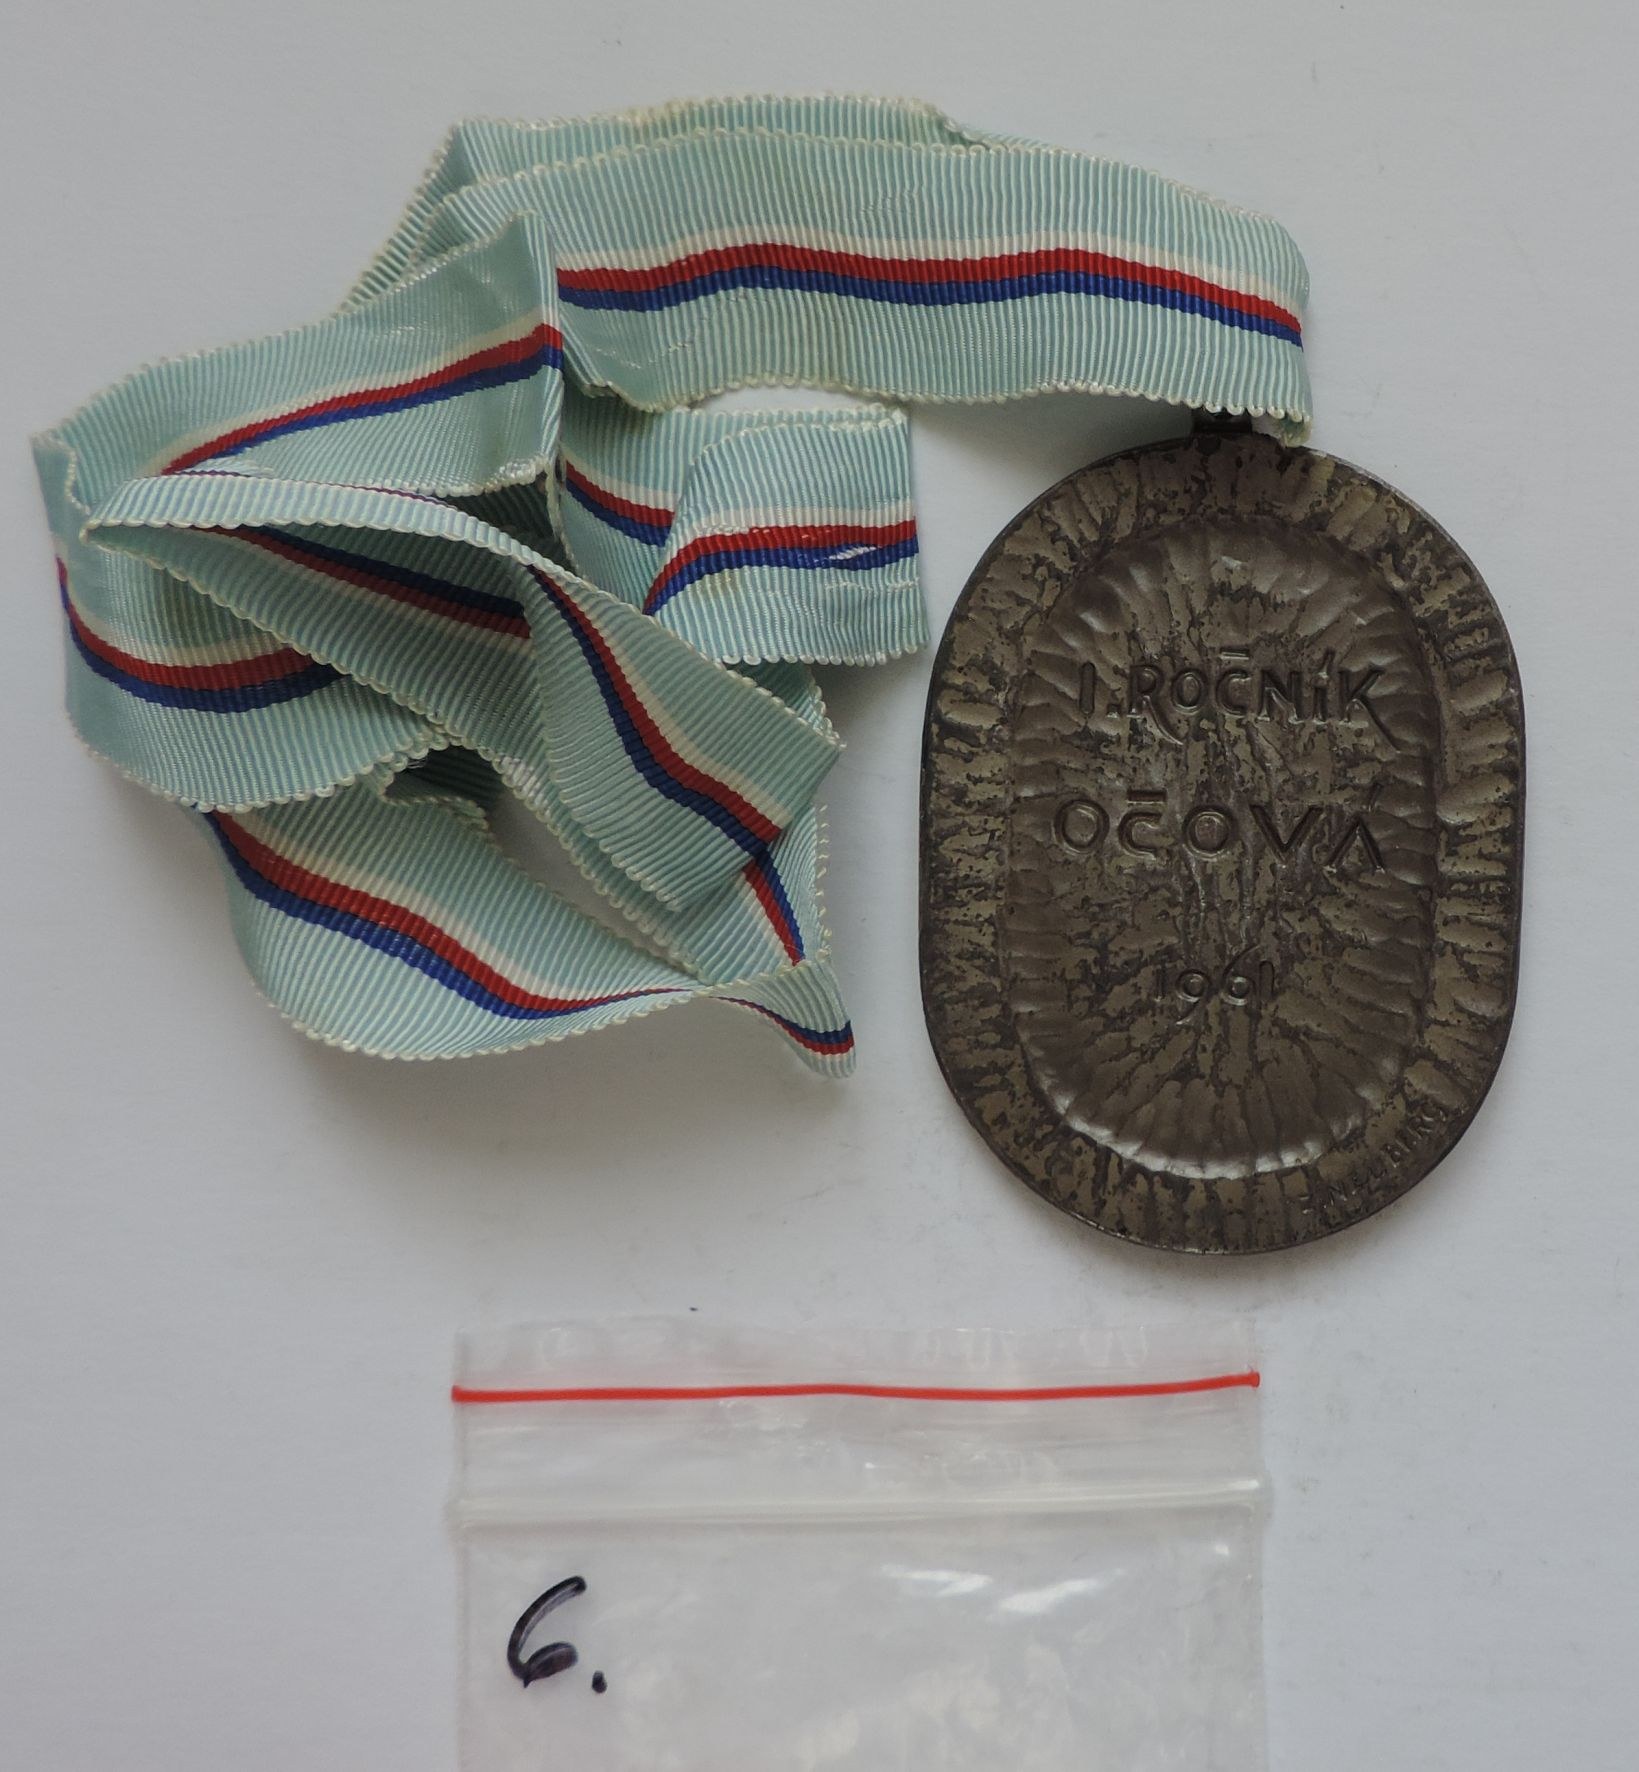 I. ROČNÍK
OČOVÁ
1961
6.